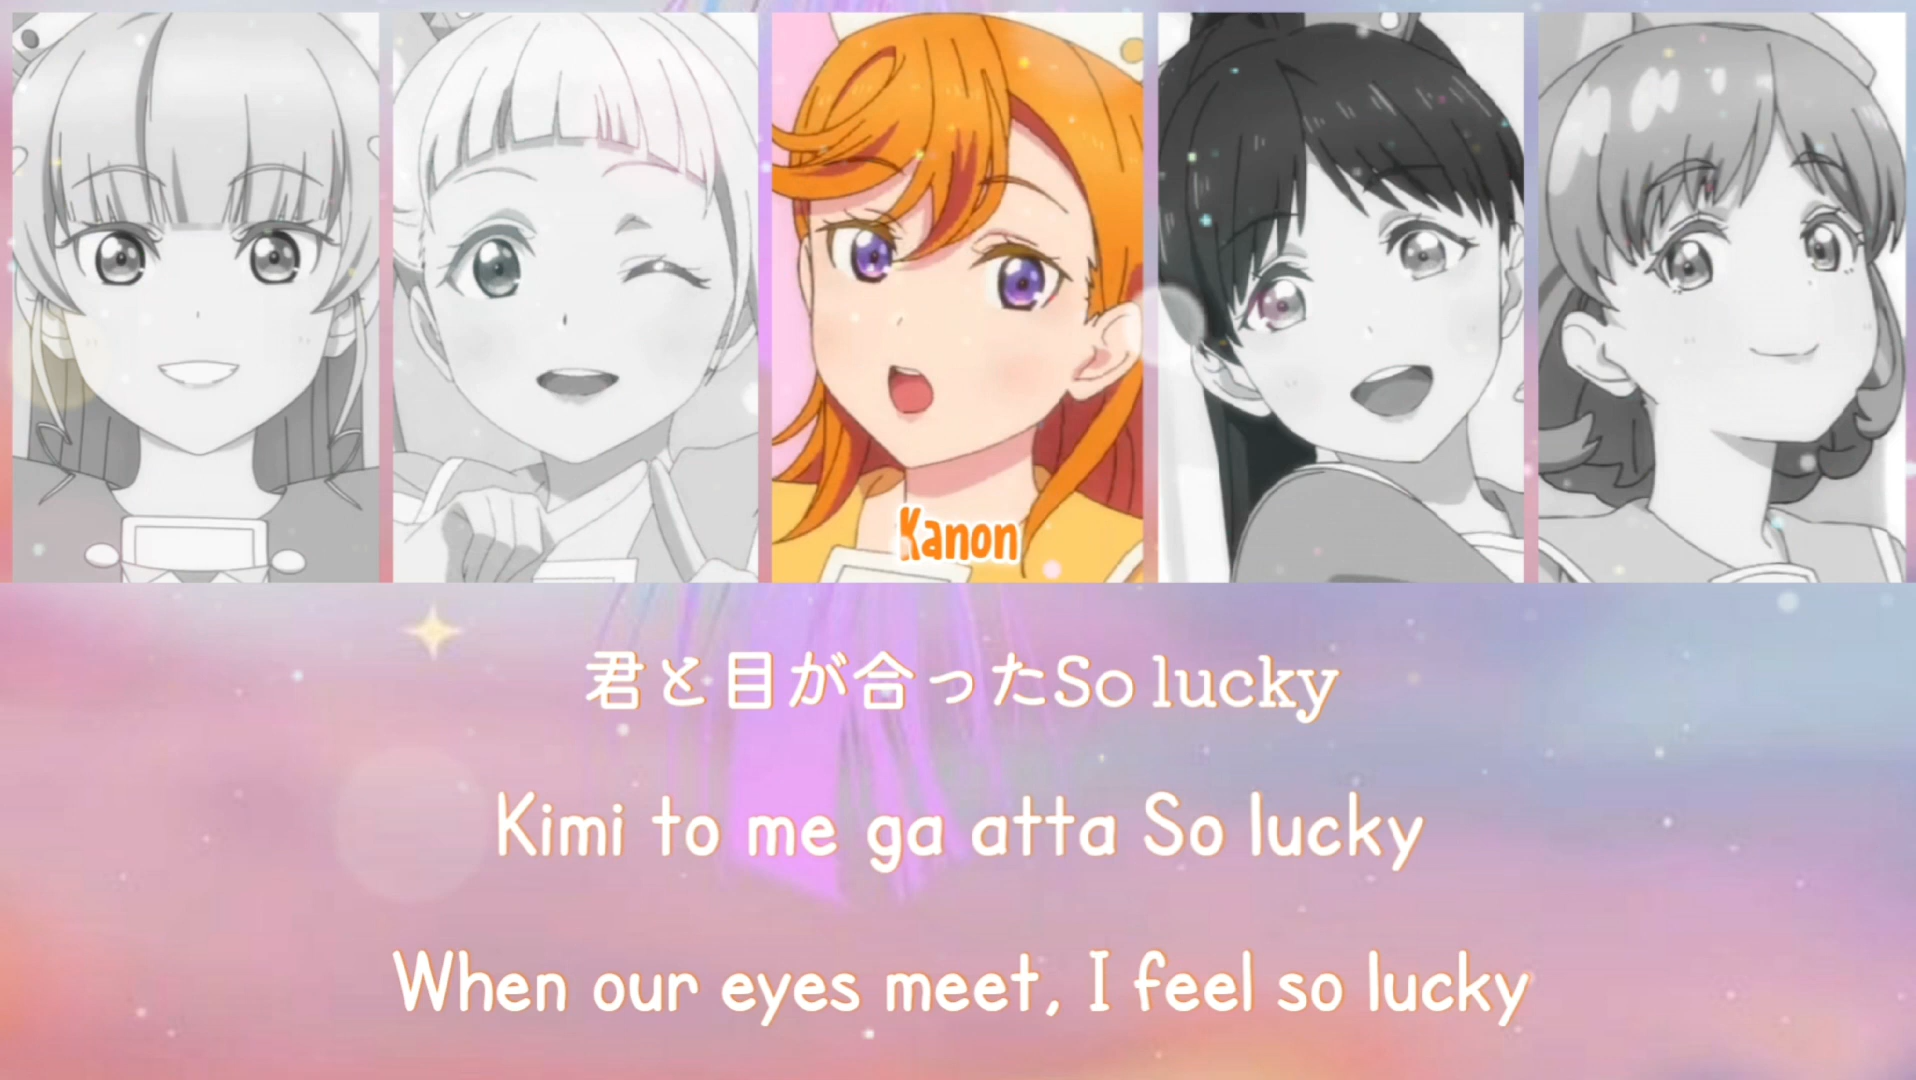 Kanon
君と目が合ったSo lucky
Kimi to me ga atta So lucky
When our eyes meet, I feel so lucky